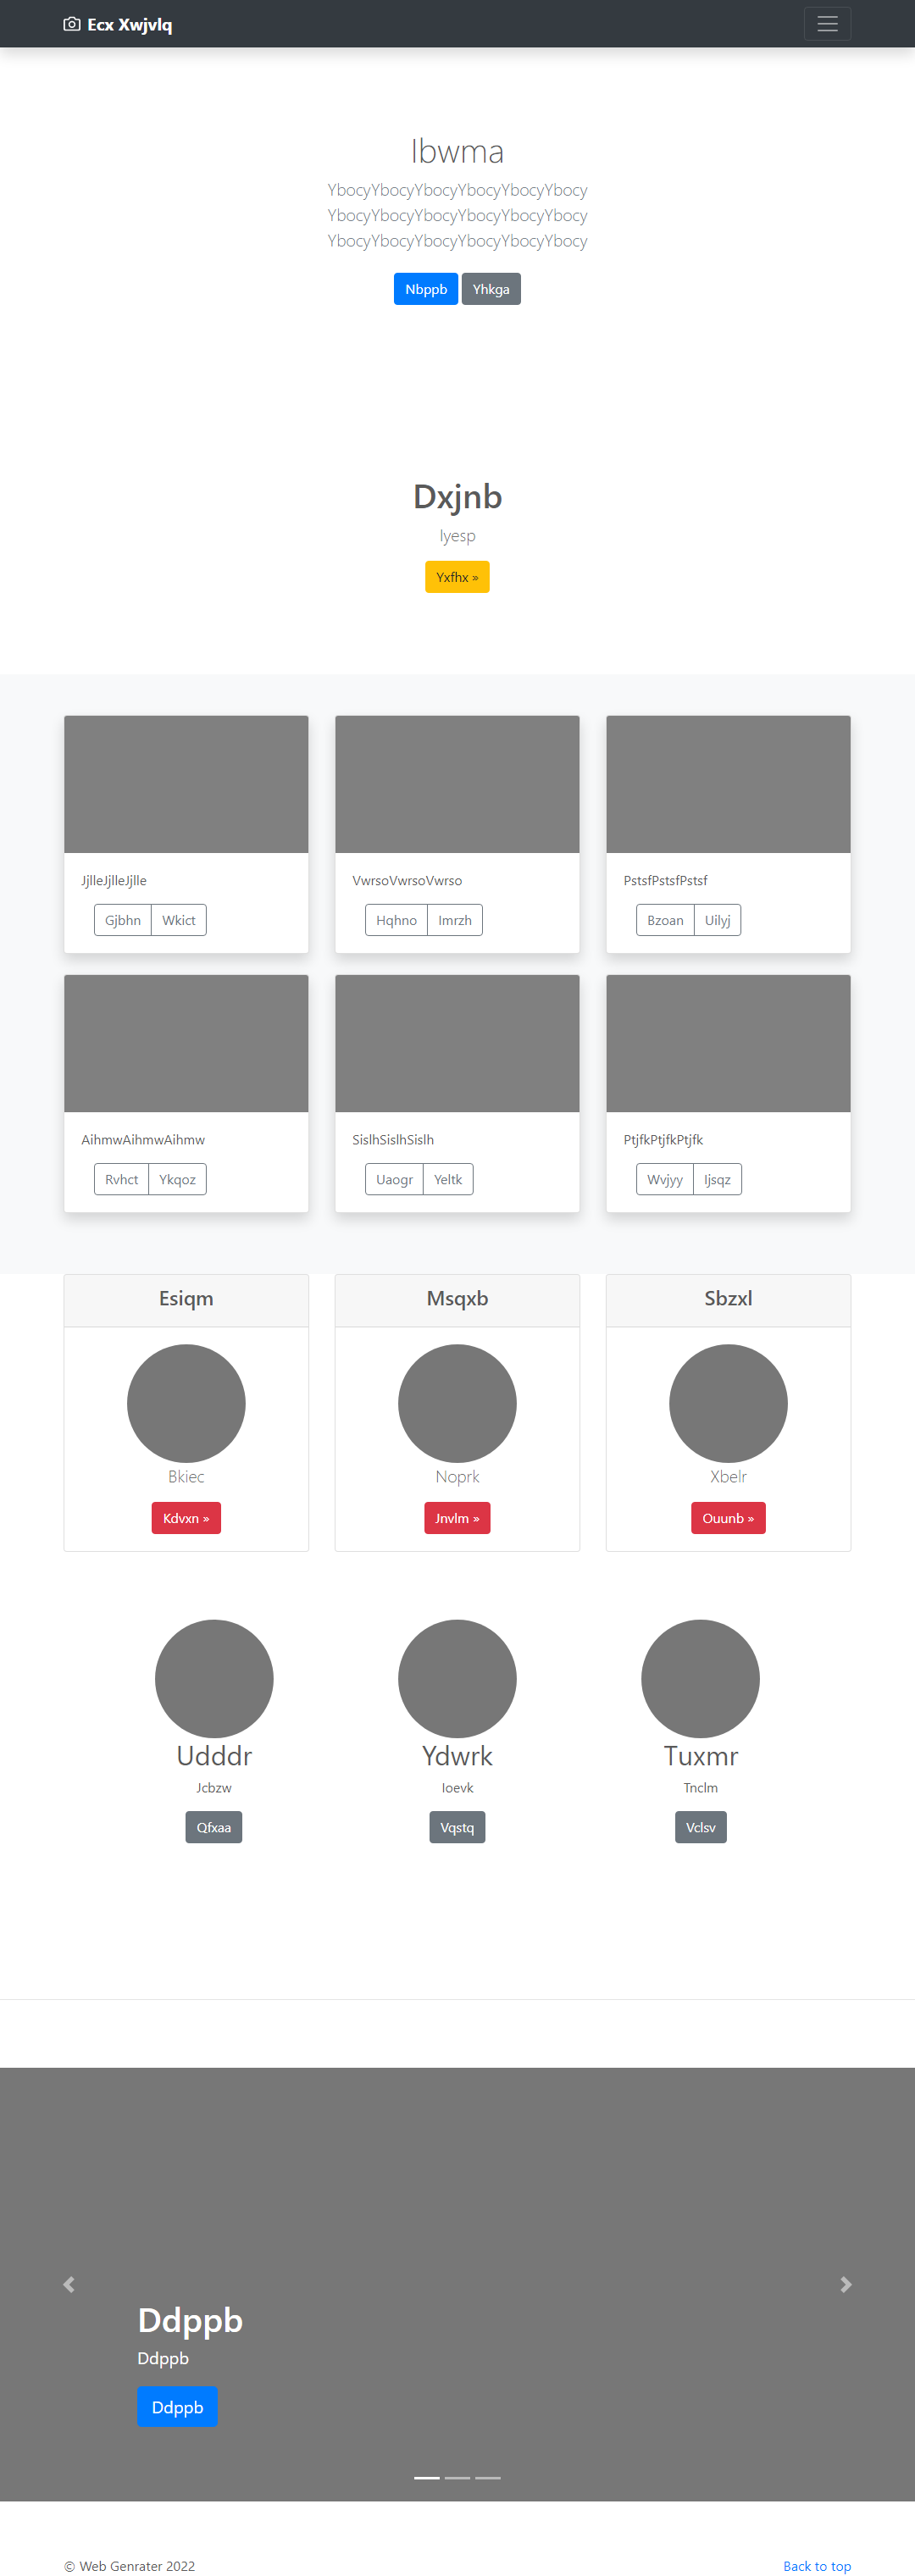 Ecx Xwjvlq
Ibwma
YbocyYbocyYbocyYbocyYbocyYbocy
YbocyYbocyYbocyYbocyYbocyYbocy
YbocyYbocyYbocyYbocyYbocyYbocy
Nbppb Yhkga
Dxjnb
Iyesp
Yxfhx »
JjlleJjlleJjlle
Gjbhn Wkict
VwrsoVwrsoVwrso
Hqhno Imrzh
PstsfPstsfPstsf
Bzoan Uilyj
AihmwAihmwAihmw
Rvhct Ykqoz
SislhSislhSislh
Uaogr Yeltk
PtjfkPtjfkPtjfk
Wvjyy Ijsqz
Esiqm
Bkiec
Kdvxn »
Msqxb
Noprk
Jnvlm »
Sbzxl
Xbelr
Ouunb »
Udddr
Jcbzw
Qfxaa
Ydwrk
Ioevk
Vqstq
Tuxmr
Tnclm
Vclsv
Ddppb
Ddppb
Ddppb
© Web Genrater 2022
Back to top